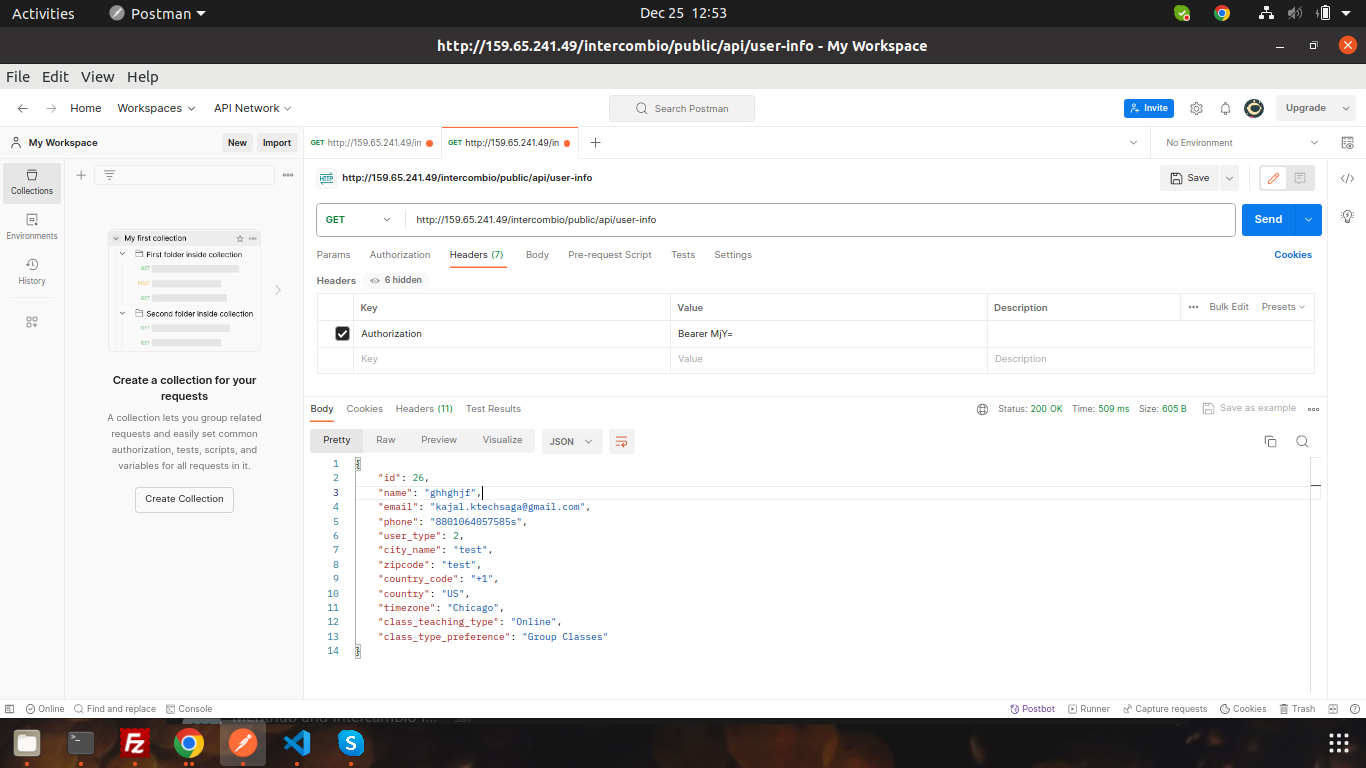 Activities
Postman
Dec 25 12:53
http://159.65.241.49/intercombio/public/api/user-info - My Workspace
File Edit View Help
Home Workspaces API Network
Search Postman
Invite
Upgrade
My Workspace
New Import
GET http://159.65.241.49/in
GET http://159.65.241.49/in
No Environment
Collections
Environments
History
My first collection
First folder inside collection
GET
POST
GET
Second folder inside collection
GET
GET
Create a collection for your
requests
A collection lets you group related
requests and easily set common
authorization, tests, scripts, and
variables for all requests in it.
Create Collection
HTTP
http://159.65.241.49/intercombio/public/api/user-info
Save
GET
http://159.65.241.49/intercombio/public/api/user-info
Send
Params Authorization Headers (7) Body Pre-request Script Tests Settings
Cookies
Headers 6 hidden
Key Value Description Bulk Edit Presets
Authorization Bearer MjY=
Key Value Description
Body Cookies Headers (11) Test Results
Status: 200 OK Time: 509 ms Size: 605 B
Save as example
Pretty Raw Preview Visualize JSON
1 {
2 "id": 26,
3 "name": "ghhghjf",
4 "email": "kajal.ktechsaga@gmail.com",
5 "phone": "8801064057585s",
6 "user_type": 2,
7 "city_name": "test",
8 "zipcode": "test",
9 "country_code": "+1",
10 "country": "US",
11 "timezone": "Chicago",
12 "class_teaching_type": "Online",
13 "class_type_preference": "Group Classes"
14 }
Online Find and replace Console
Postbot Runner Capture requests Cookies Trash